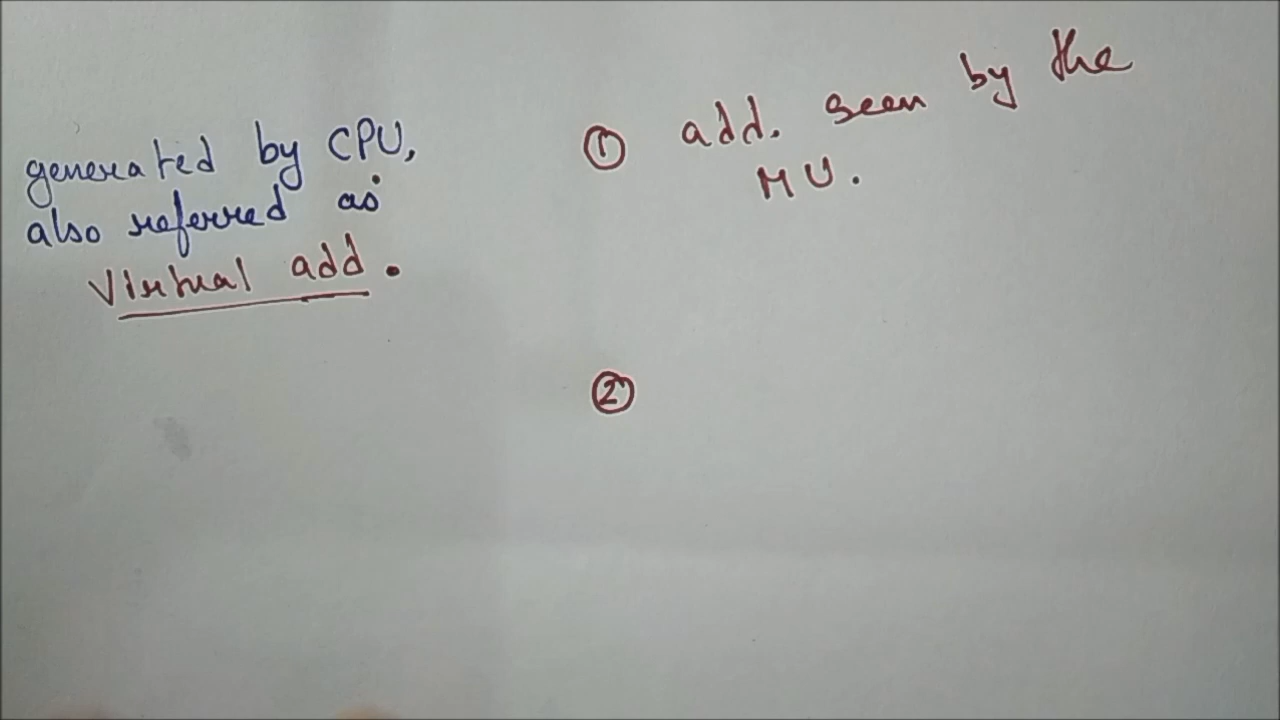 generated by CPU,
also referred as
Virtual add.
① add. seen by the
MU.
②